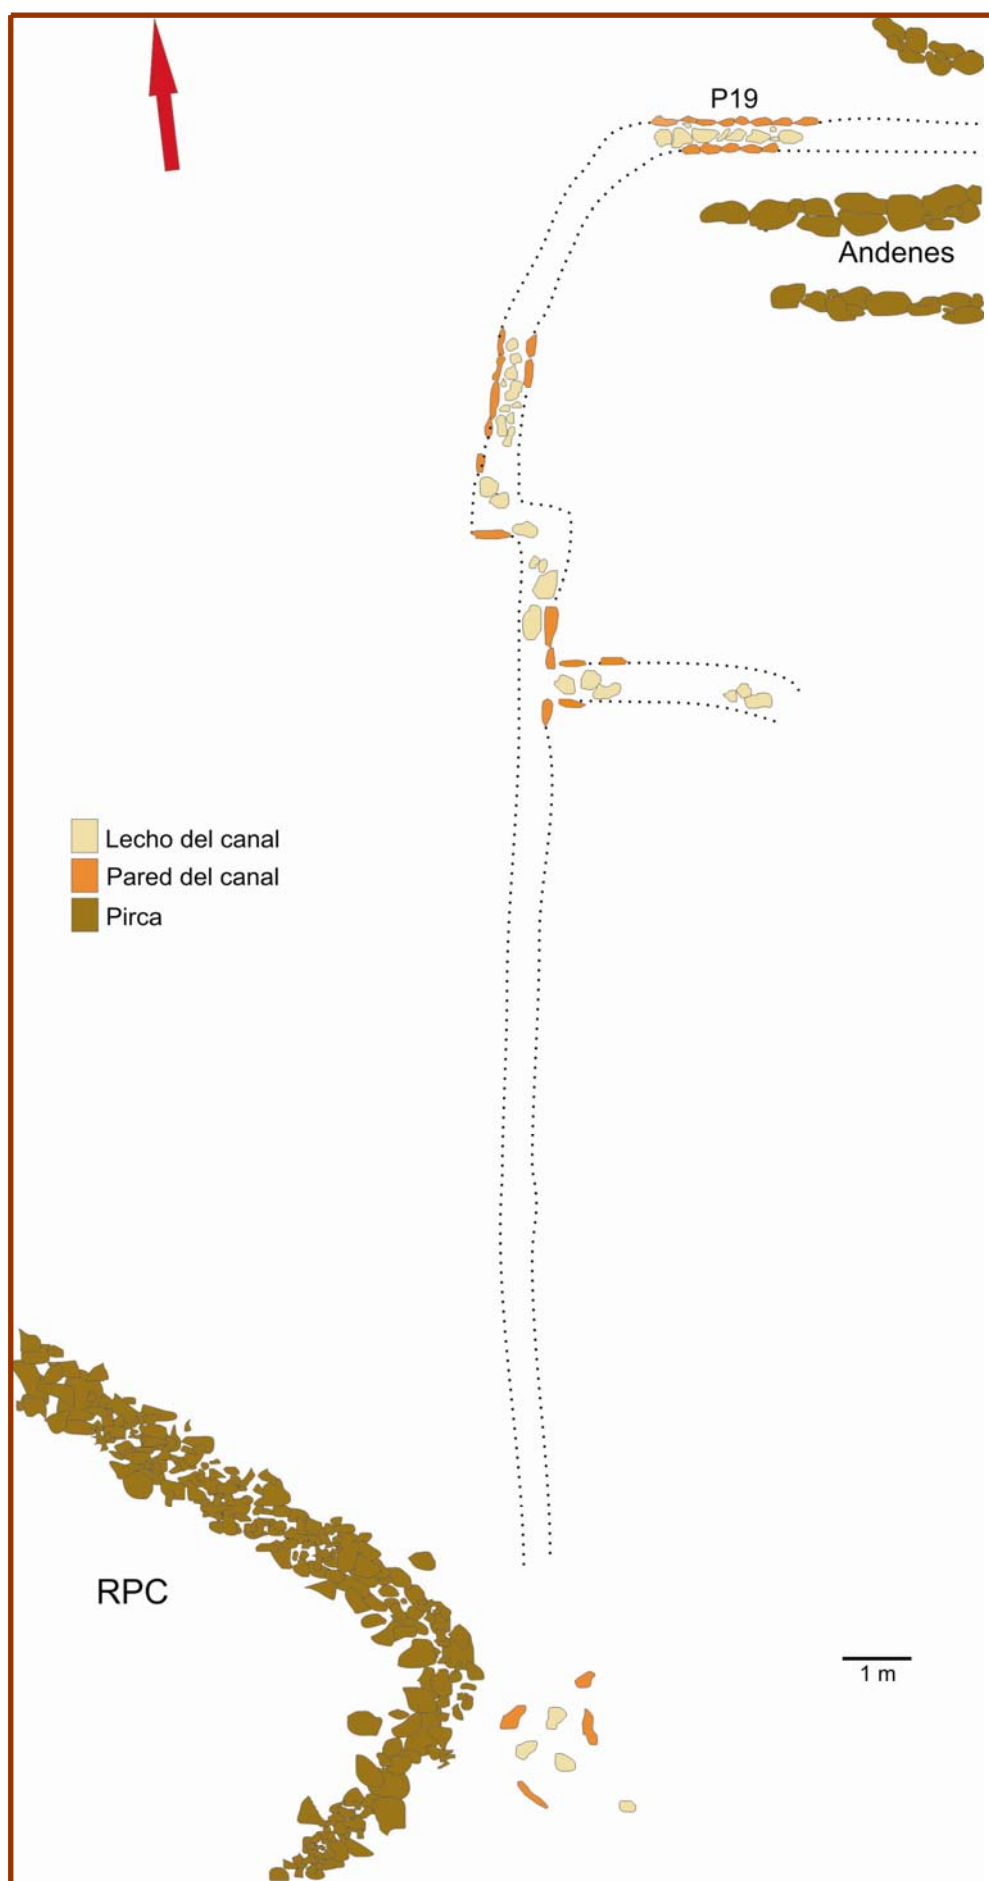 P19
Andenes
Lecho del canal
Pared del canal
Pirca
RPC
1 m